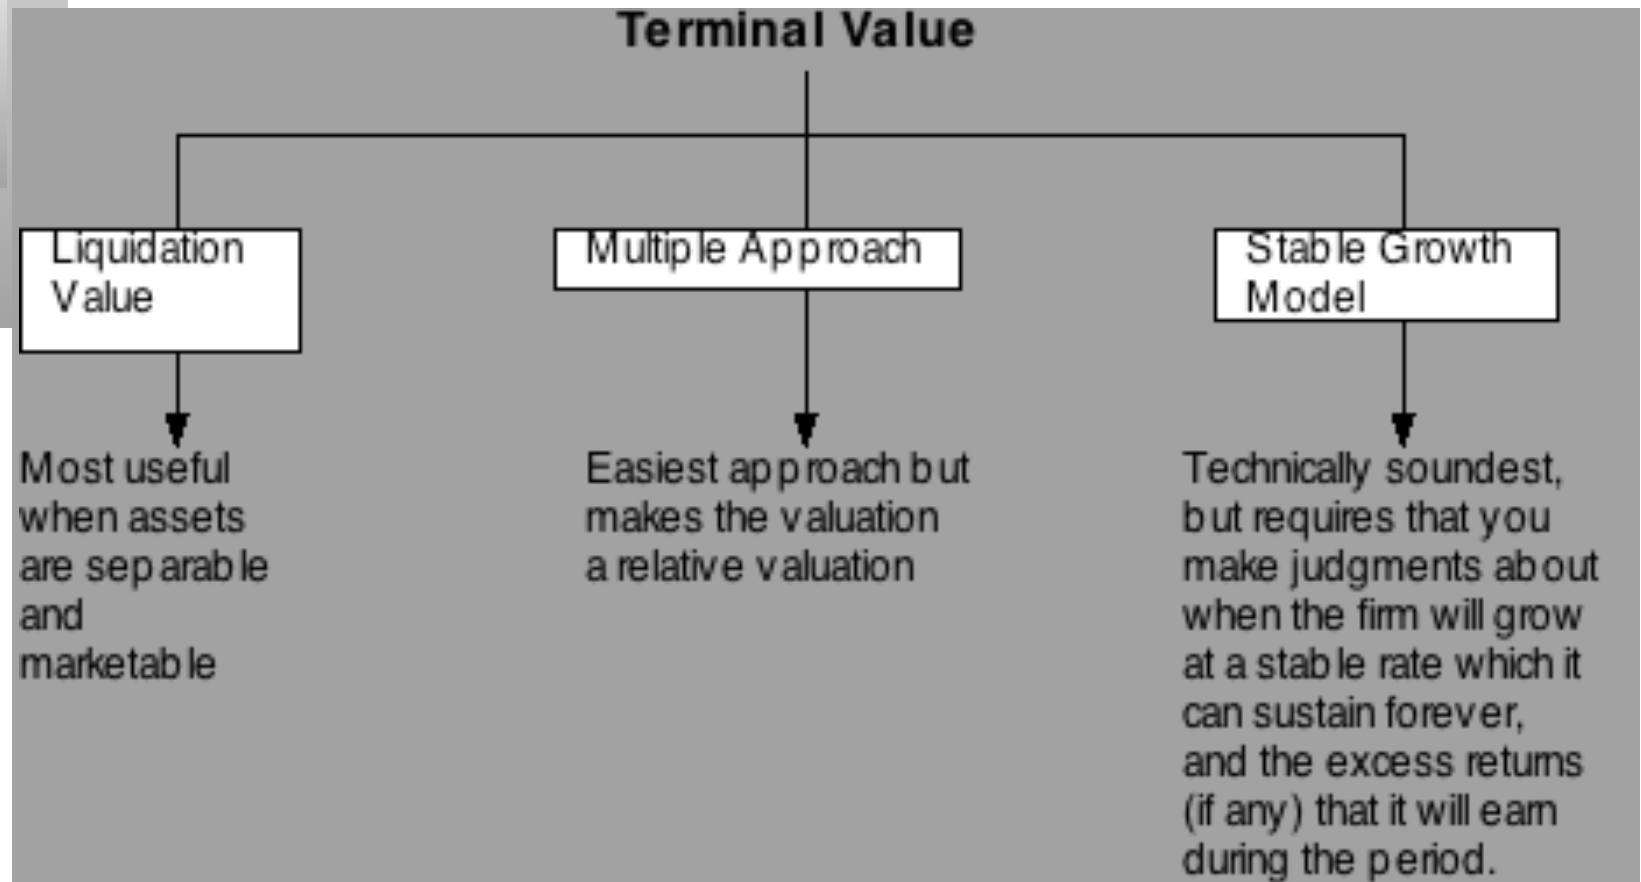 Terminal Value
Liquidation
Value
Multiple Approach
Stable Growth
Model
Most useful
when assets
are separable
and
marketable
Easiest approach but
makes the valuation
a relative valuation
Technically soundest,
but requires that you
make judgments about
when the firm will grow
at a stable rate which it
can sustain forever,
and the excess returns
(if any) that it will earn
during the period.